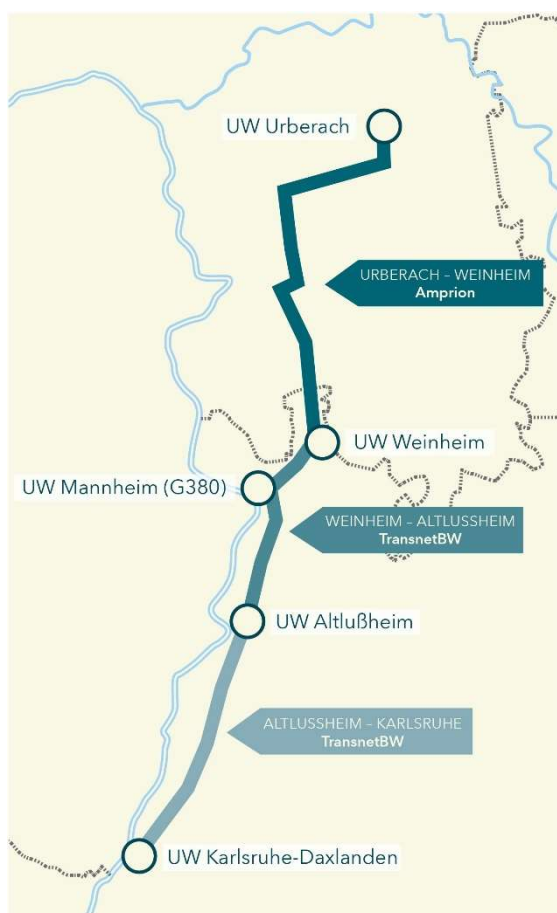 UW Urberach
URBERACH – WEINHEIM
Amprion
UW Weinheim
UW Mannheim (G380)
WEINHEIM – ALTLUSSHEIM
TransnetBW
UW Altlußheim
ALTLUSSHEIM – KARLSRUHE
TransnetBW
UW Karlsruhe-Daxlanden